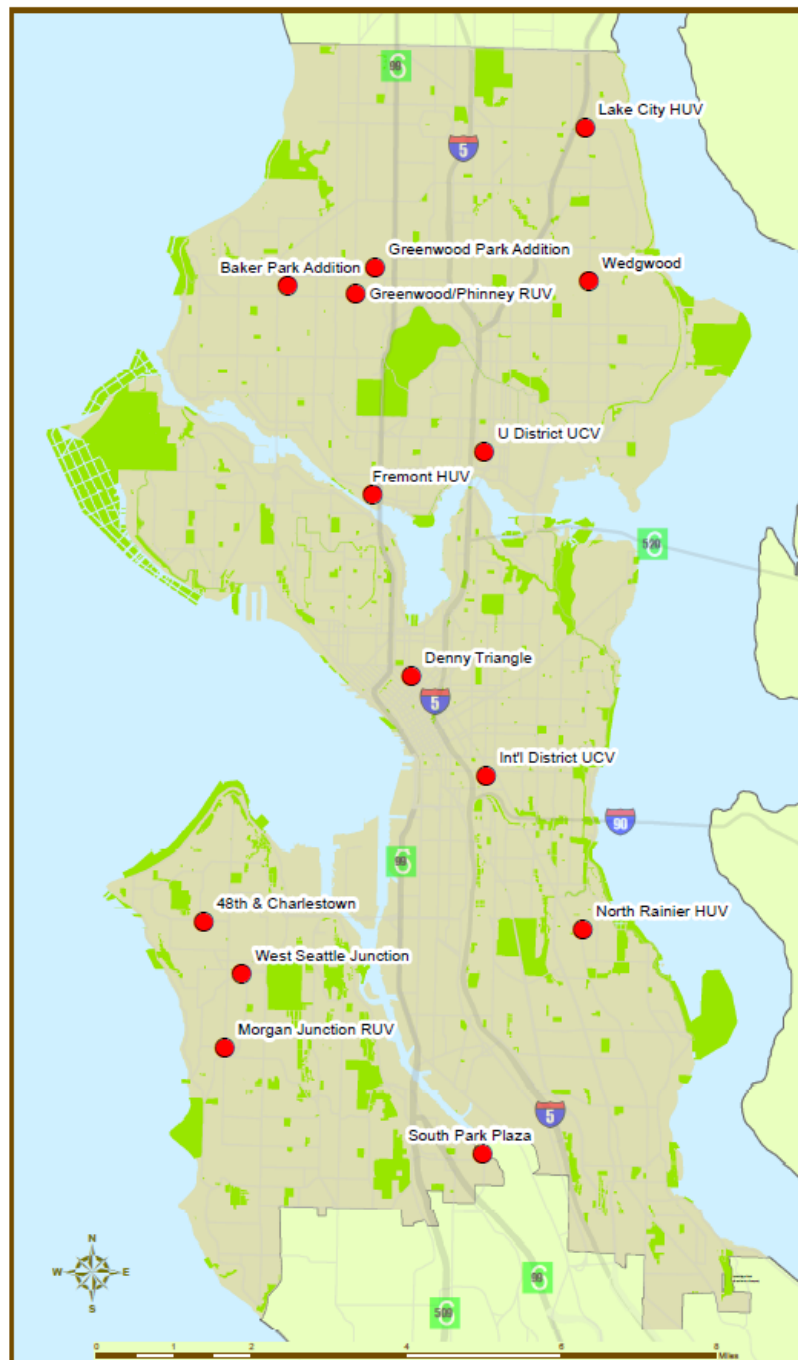 99
Lake City HUV
5
Greenwood Park Addition
Baker Park Addition
Wedgwood
Greenwood/Phinney RUV
U District UCV
Fremont HUV
520
Denny Triangle
5
Int'l District UCV
90
99
48th & Charlestown
North Rainier HUV
West Seattle Junction
Morgan Junction RUV
5
South Park Plaza
N
W E
S
99
509
0 1 2 4 6 8
Miles